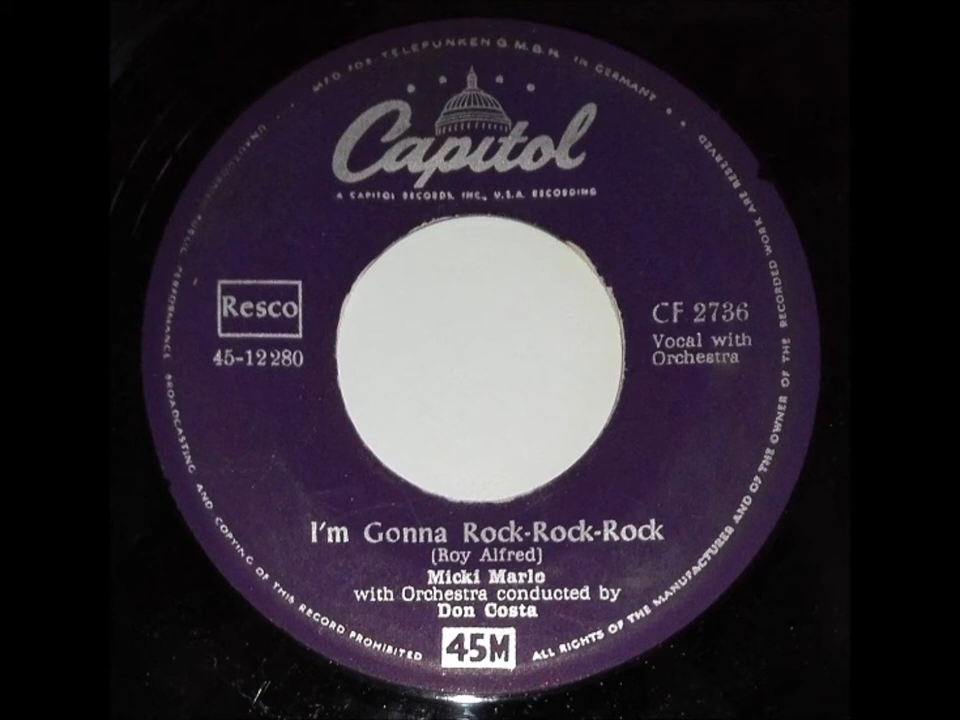 MFD FOR TELEFUNKEN G.M.B.H. IN GERMANY
Capitol
A CAPITOL RECORDS, INC., U.S.A. RECORDING
Resco
45-12280
CF 2736
Vocal with
Orchestra
I'm Gonna Rock-Rock-Rock
(Roy Alfred)
Micki Marlo
with Orchestra conducted by
Don Costa
45M
ALL RIGHTS OF THE MANUFACTURER AND OF THE OWNER OF THE RECORDED WORK ARE RESERVED
PERFORMANCE BROADCASTING AND COPYING OF THIS RECORD PROHIBITED